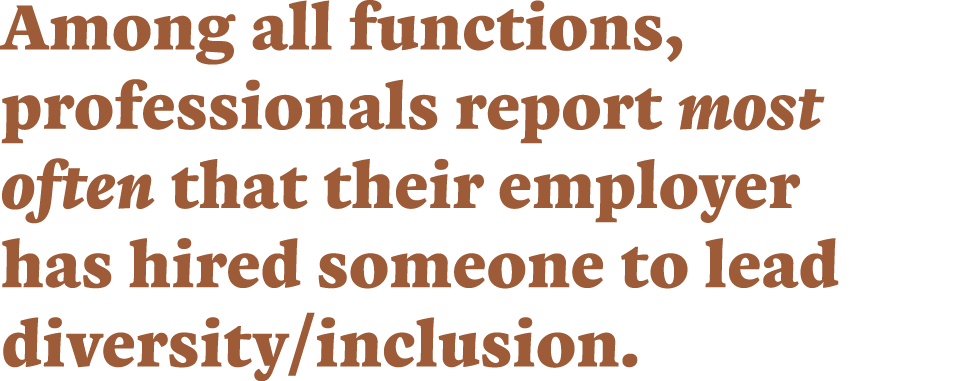 Among all functions,
professionals report most
often that their employer
has hired someone to lead
diversity/inclusion.